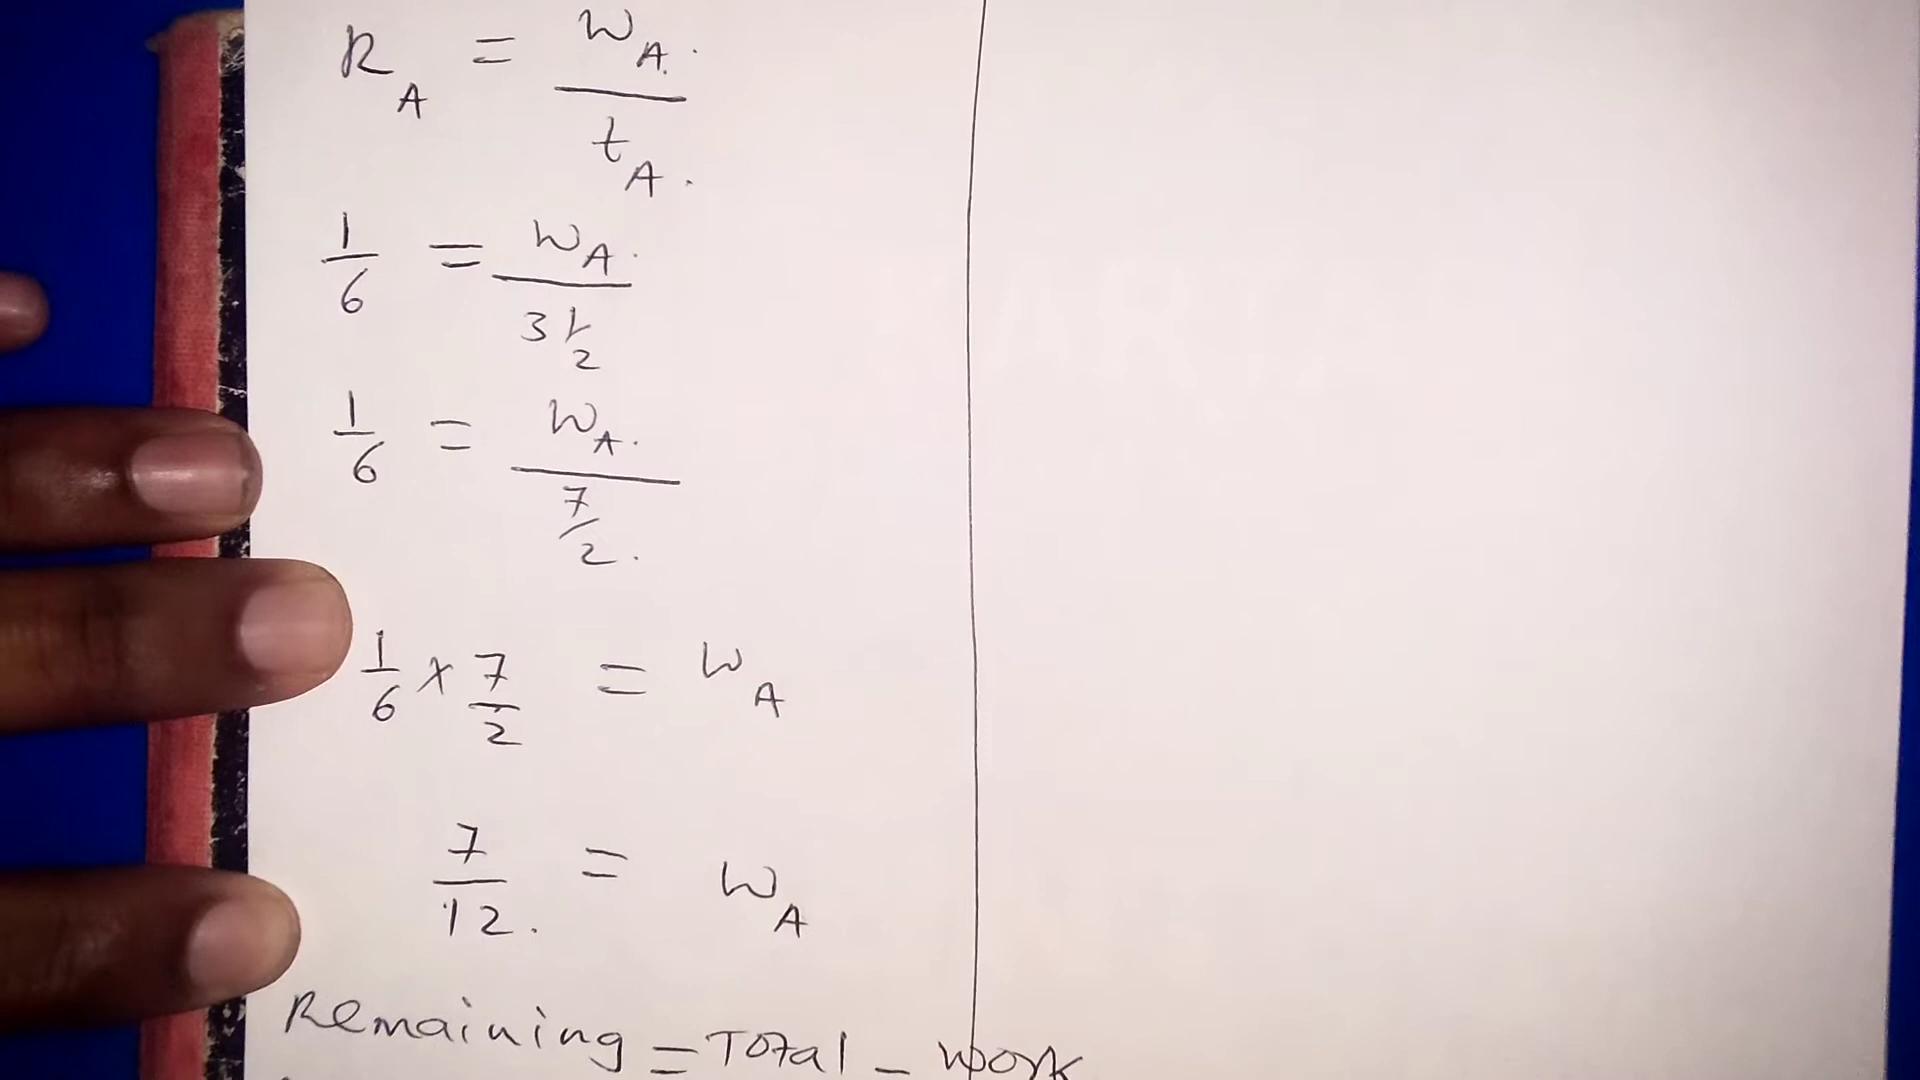 R_A = W_A. / t_A.
1/6 = W_A. / 3 1/2
1/6 = W_A. / 7/2.
1/6 × 7/2 = W_A
7/12. = W_A
Remaining = Total - work